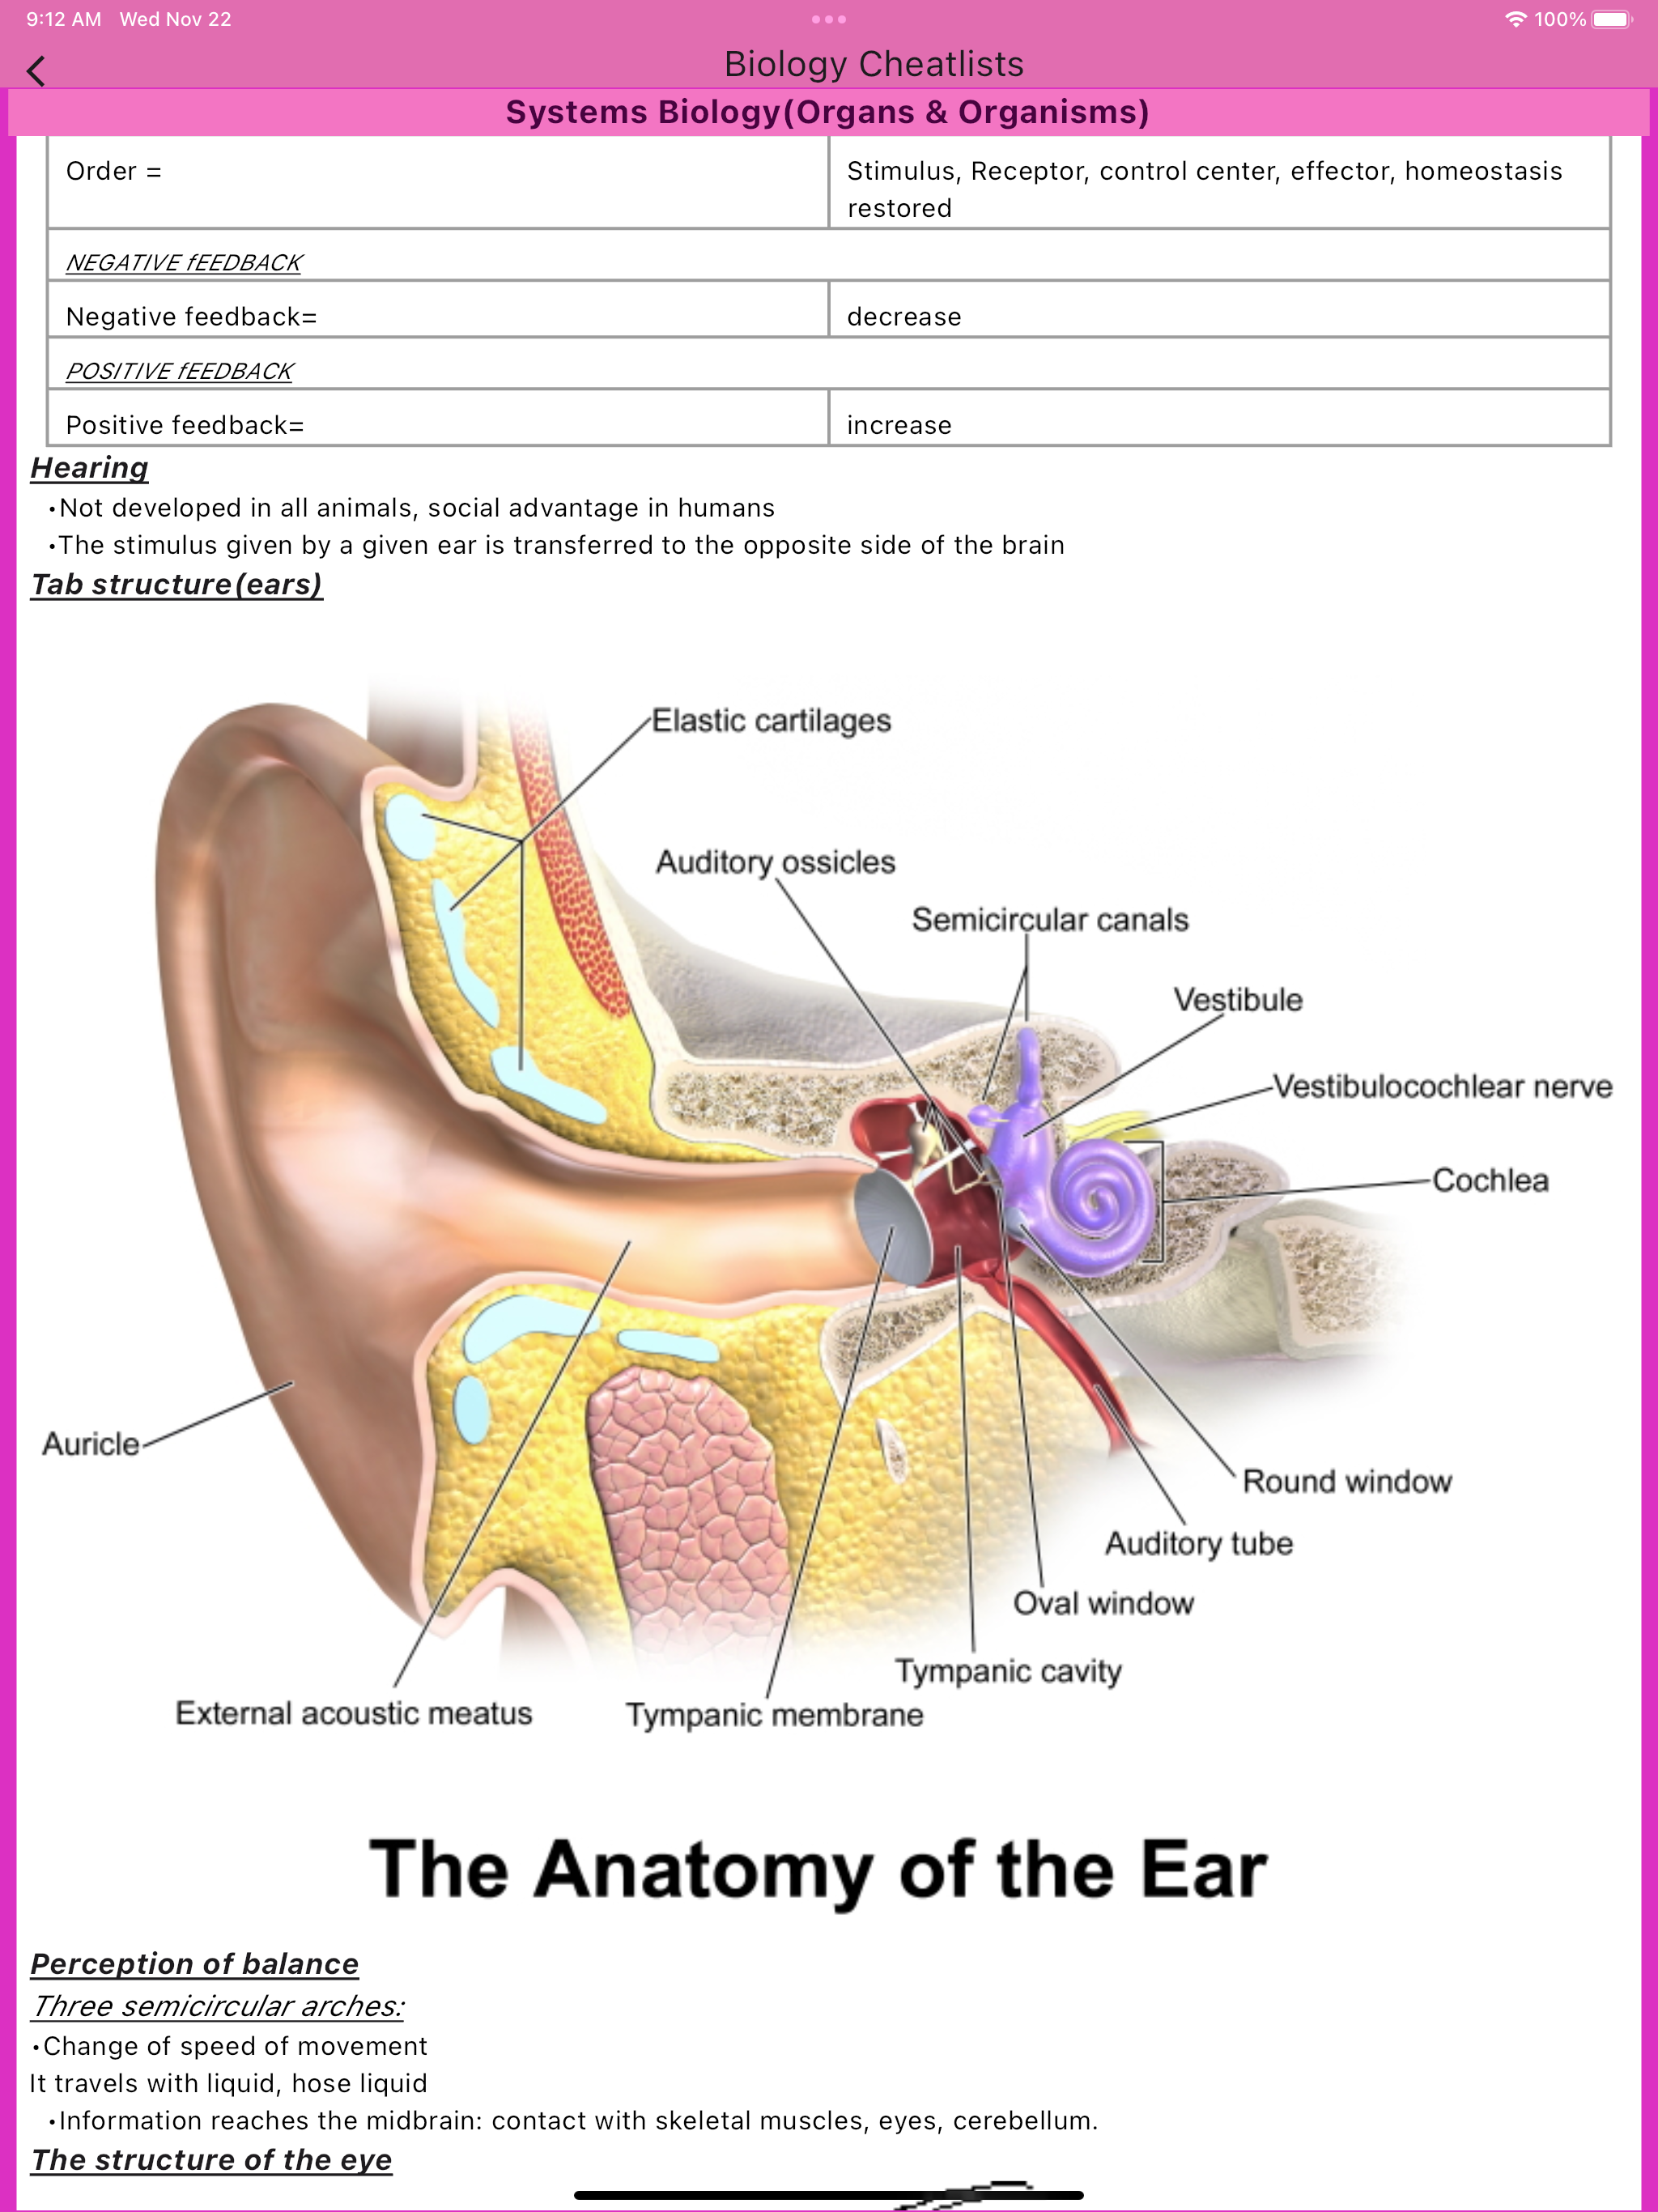 9:12 AM Wed Nov 22
100%
Biology Cheatlists
Systems Biology(Organs & Organisms)
Order =
Stimulus, Receptor, control center, effector, homeostasis
restored
NEGATIVE fEEDBACK
Negative feedback=
decrease
POSITIVE fEEDBACK
Positive feedback=
increase
Hearing
•Not developed in all animals, social advantage in humans
•The stimulus given by a given ear is transferred to the opposite side of the brain
Tab structure(ears)
Elastic cartilages
Auditory ossicles
Semicircular canals
Vestibule
Vestibulocochlear nerve
Cochlea
Auricle
Round window
Auditory tube
Oval window
Tympanic cavity
External acoustic meatus
Tympanic membrane
The Anatomy of the Ear
Perception of balance
Three semicircular arches:
•Change of speed of movement
It travels with liquid, hose liquid
•Information reaches the midbrain: contact with skeletal muscles, eyes, cerebellum.
The structure of the eye